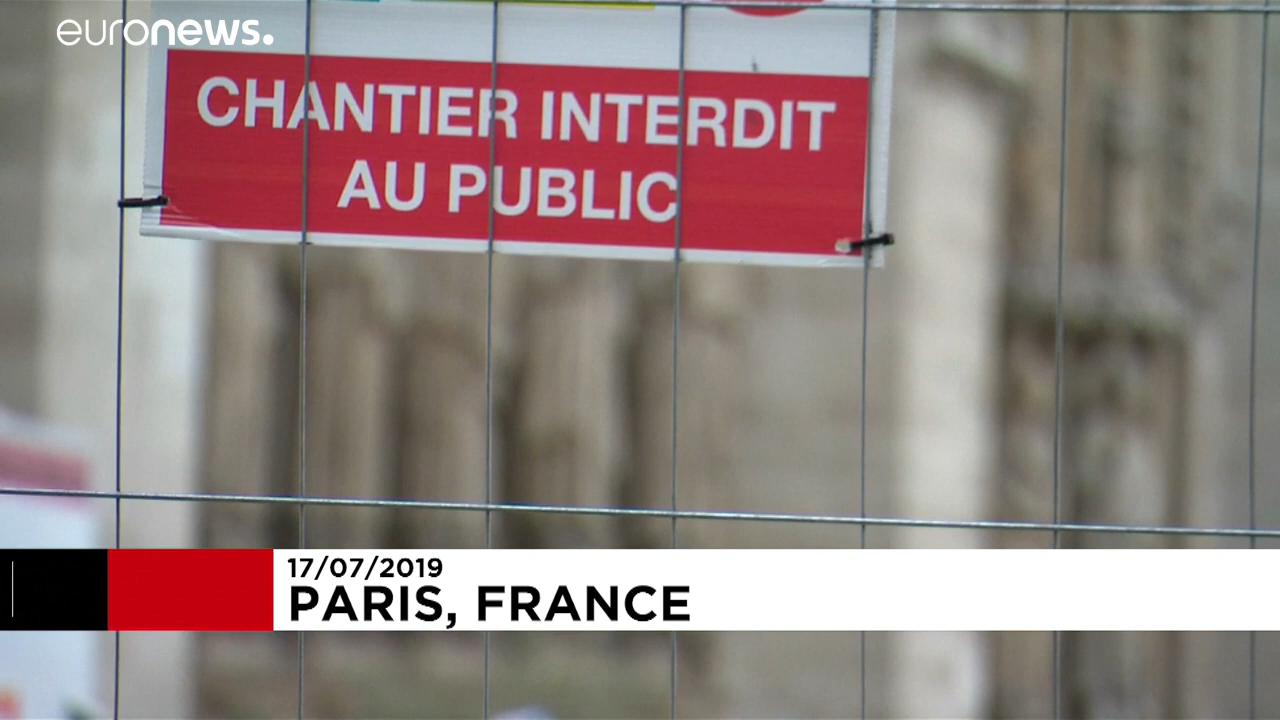 euronews.
CHANTIER INTERDIT
AU PUBLIC
17/07/2019
PARIS, FRANCE